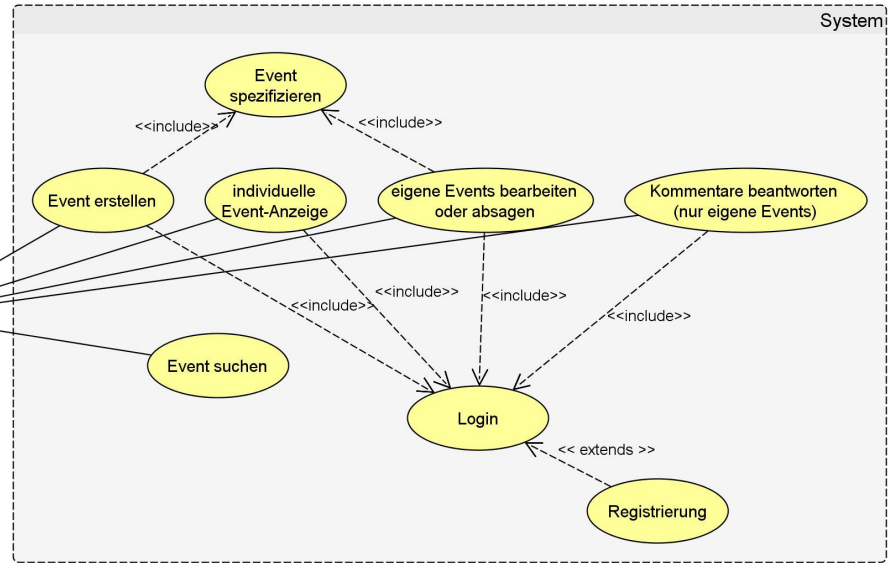 System
Event
spezifizieren
<<include>>
<<include>>
Event erstellen
individuelle
Event-Anzeige
eigene Events bearbeiten
oder absagen
Kommentare beantworten
(nur eigene Events)
<<include>>
<<include>>
<<include>>
<<include>>
Event suchen
Login
<< extends >>
Registrierung